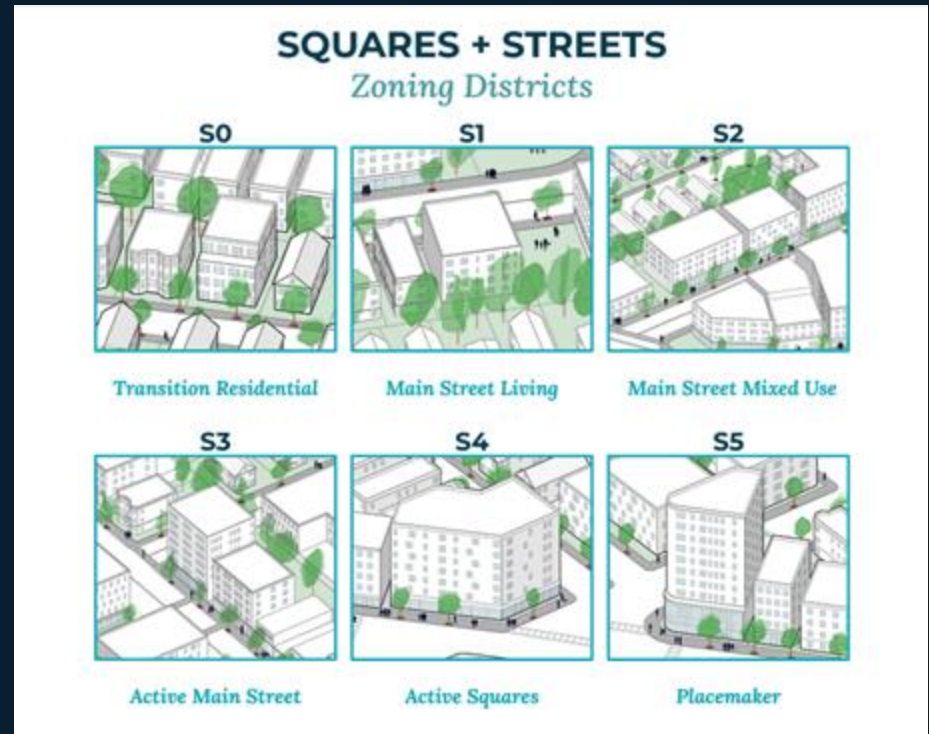 SQUARES + STREETS
Zoning Districts
S0
S1
S2
Transition Residential
Main Street Living
Main Street Mixed Use
S3
S4
S5
Active Main Street
Active Squares
Placemaker